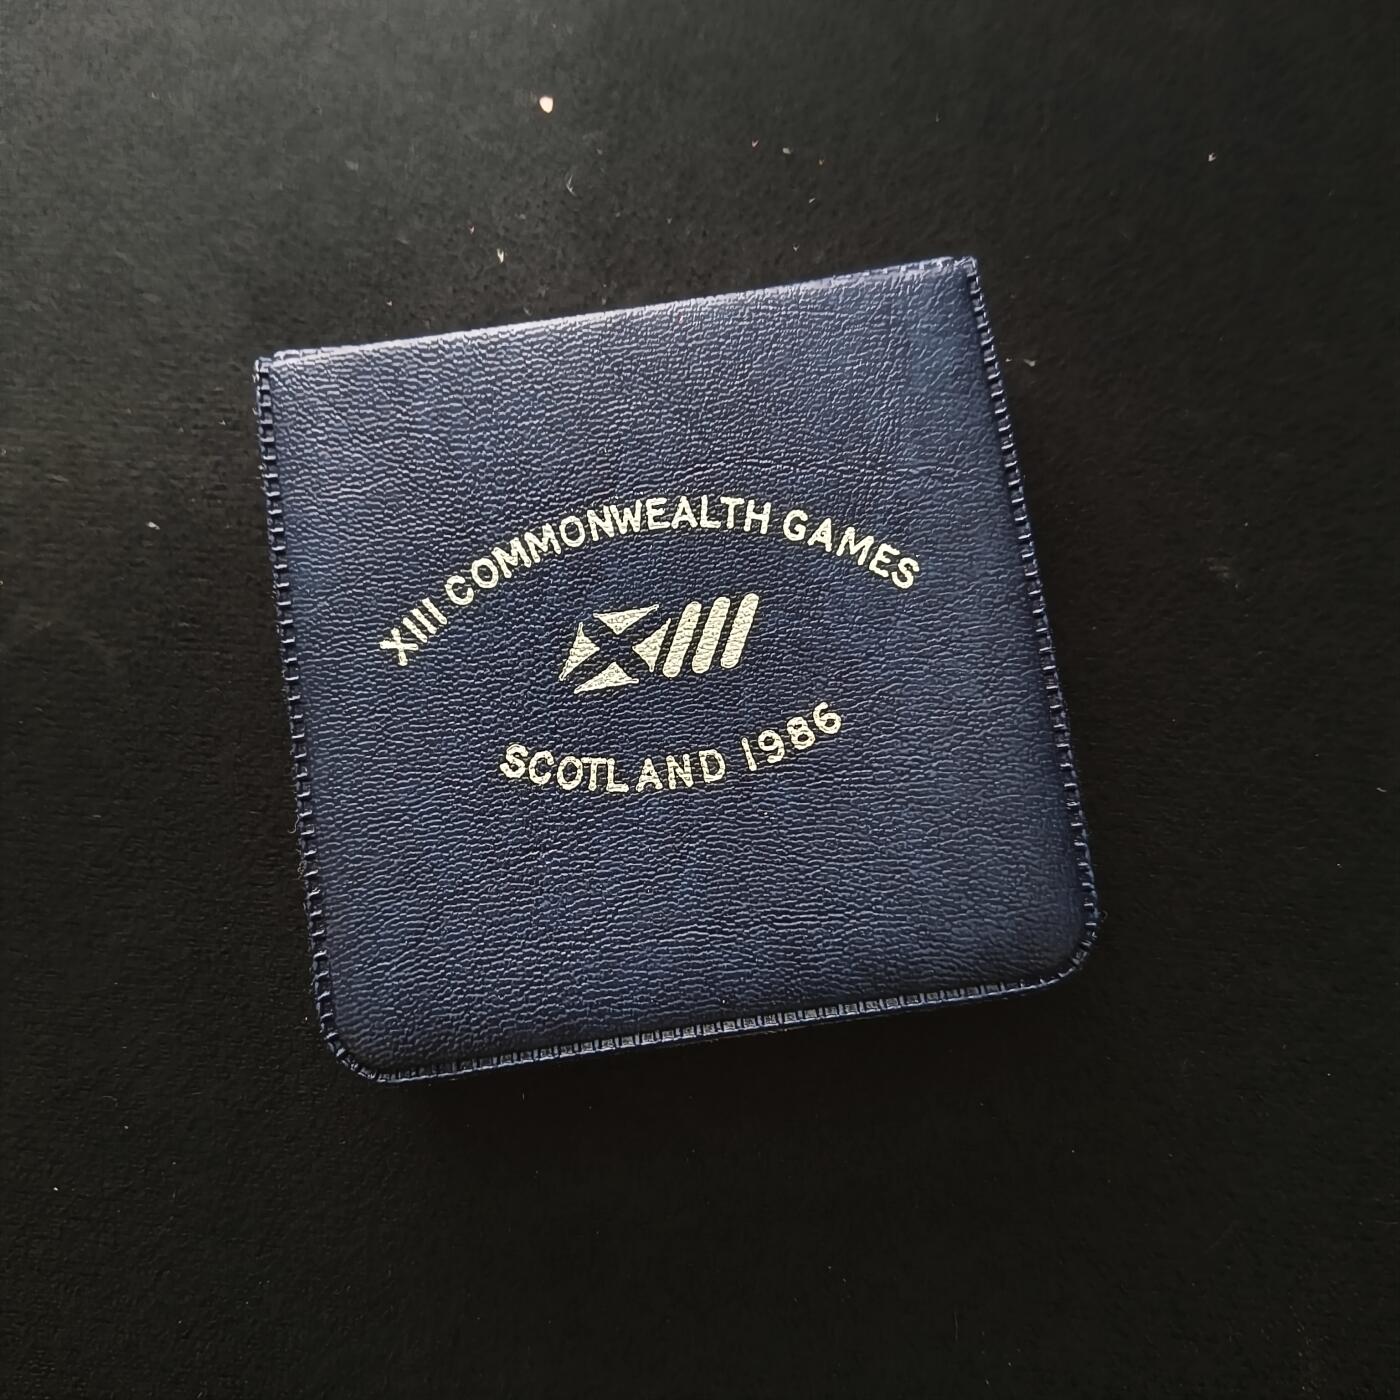 XIII COMMONWEALTH GAMES
XIII
SCOTLAND 1986